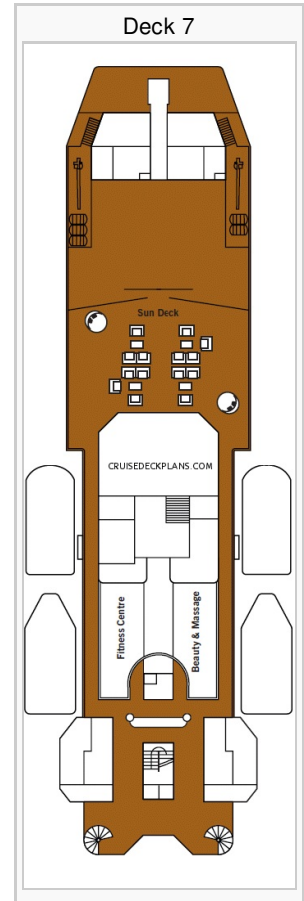 Deck 7
Sun Deck
CRUISEDECKPLANS.COM
Fitness Centre
Beauty & Massage